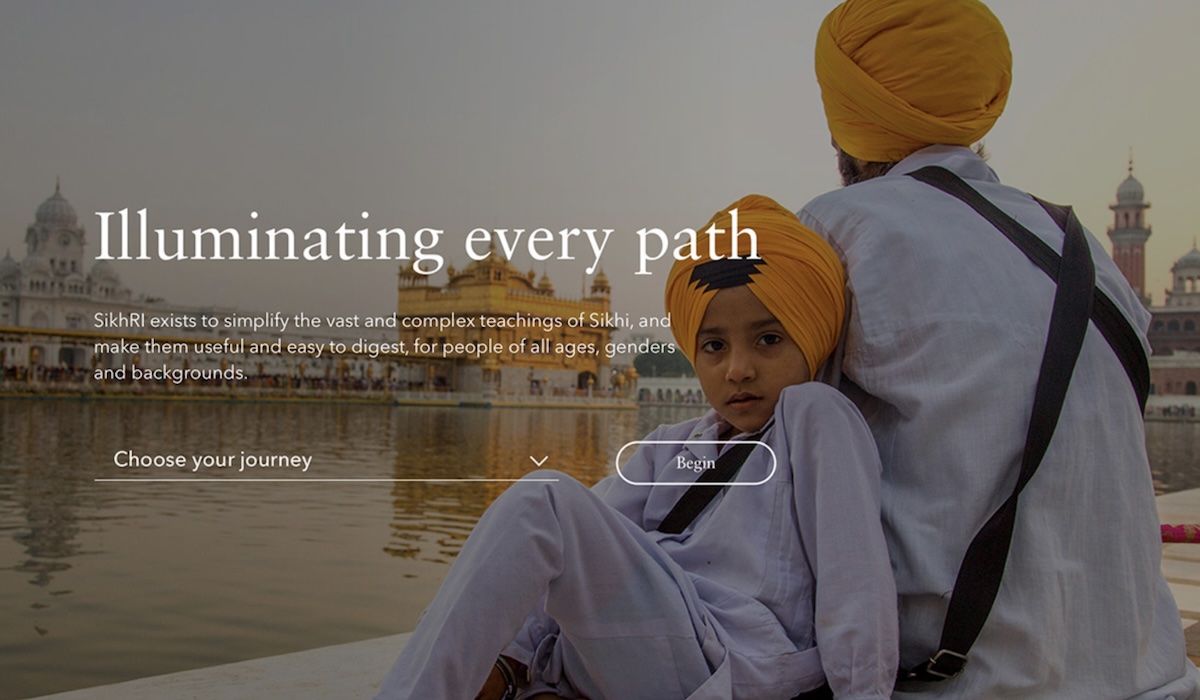 Illuminating every path
SikhRI exists to simplify the vast and complex teachings of Sikhi, and
make them useful and easy to digest, for people of all ages, genders
and backgrounds.
Choose your journey
Begin